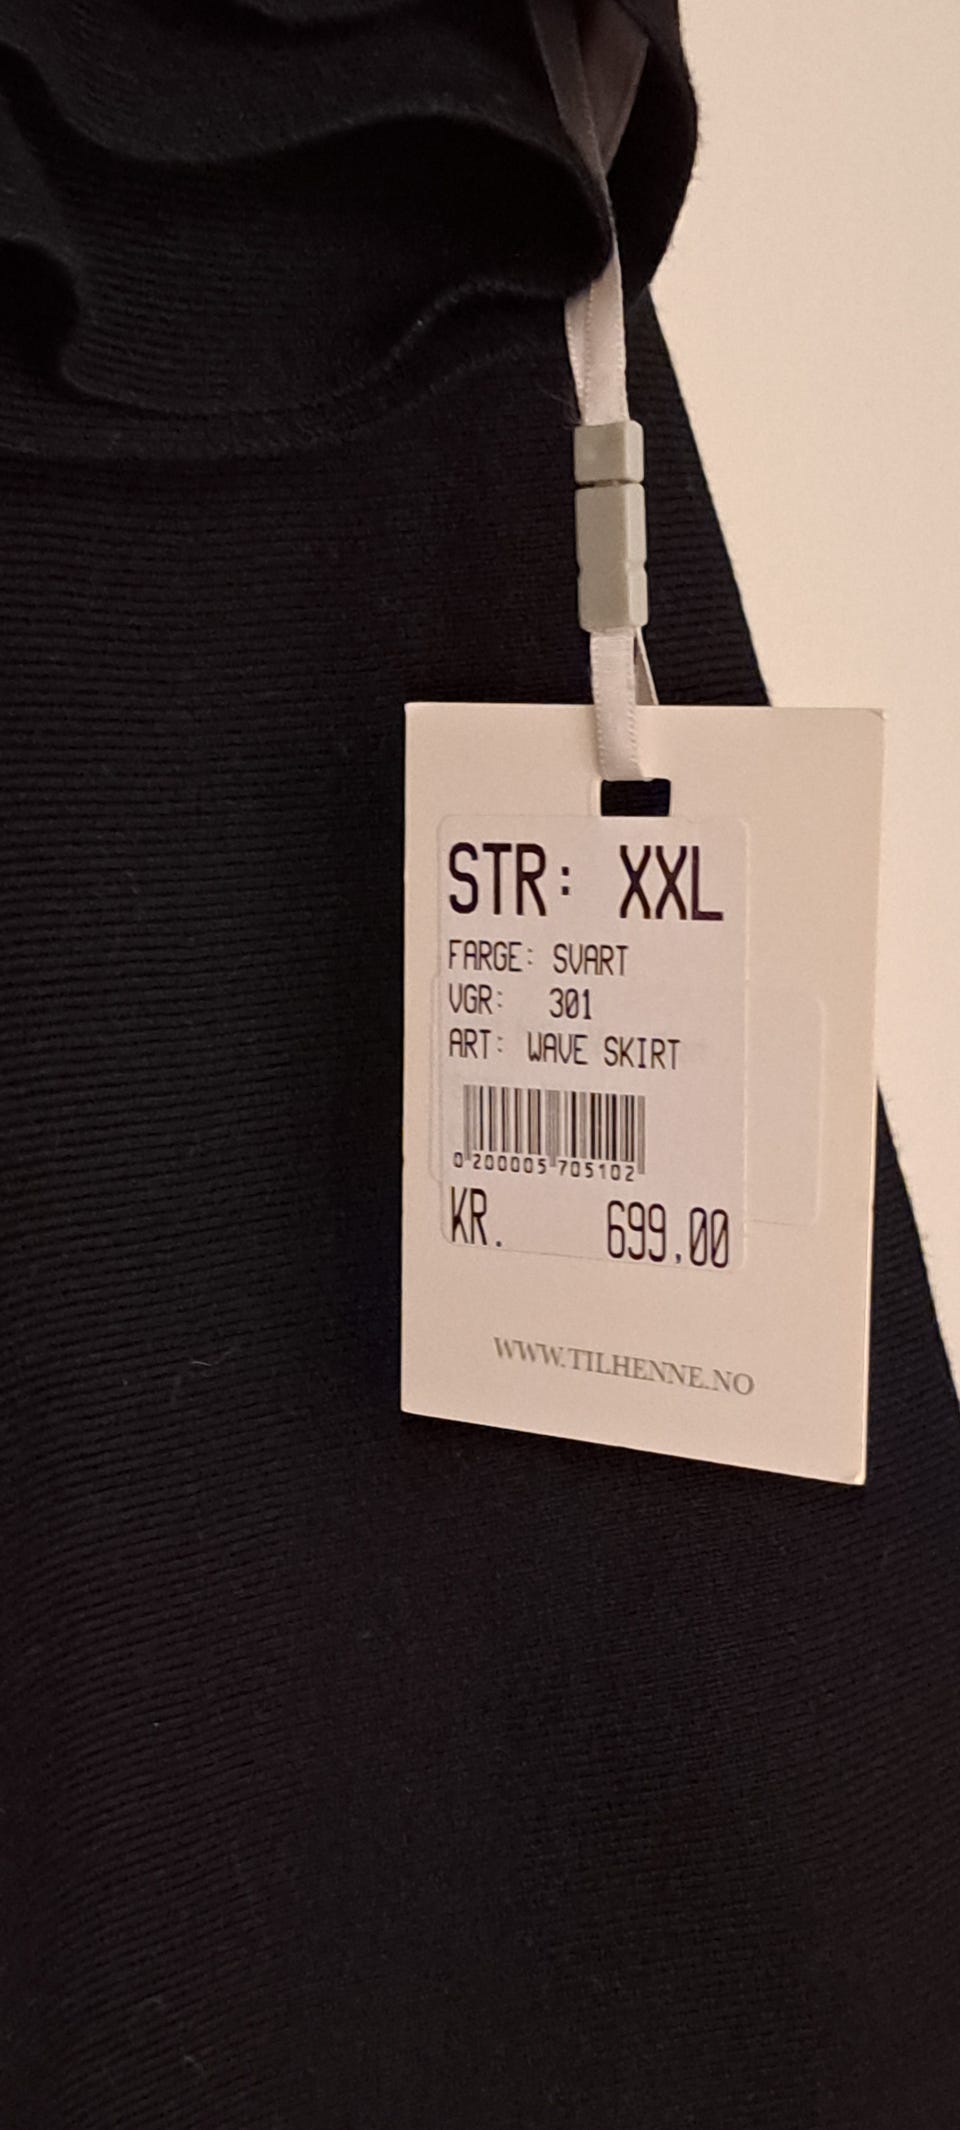 STR: XXL
FARGE: SVART
VGR: 301
ART: WAVE SKIRT
0 200005 705102
KR. 699,00
WWW.TILHENNE.NO